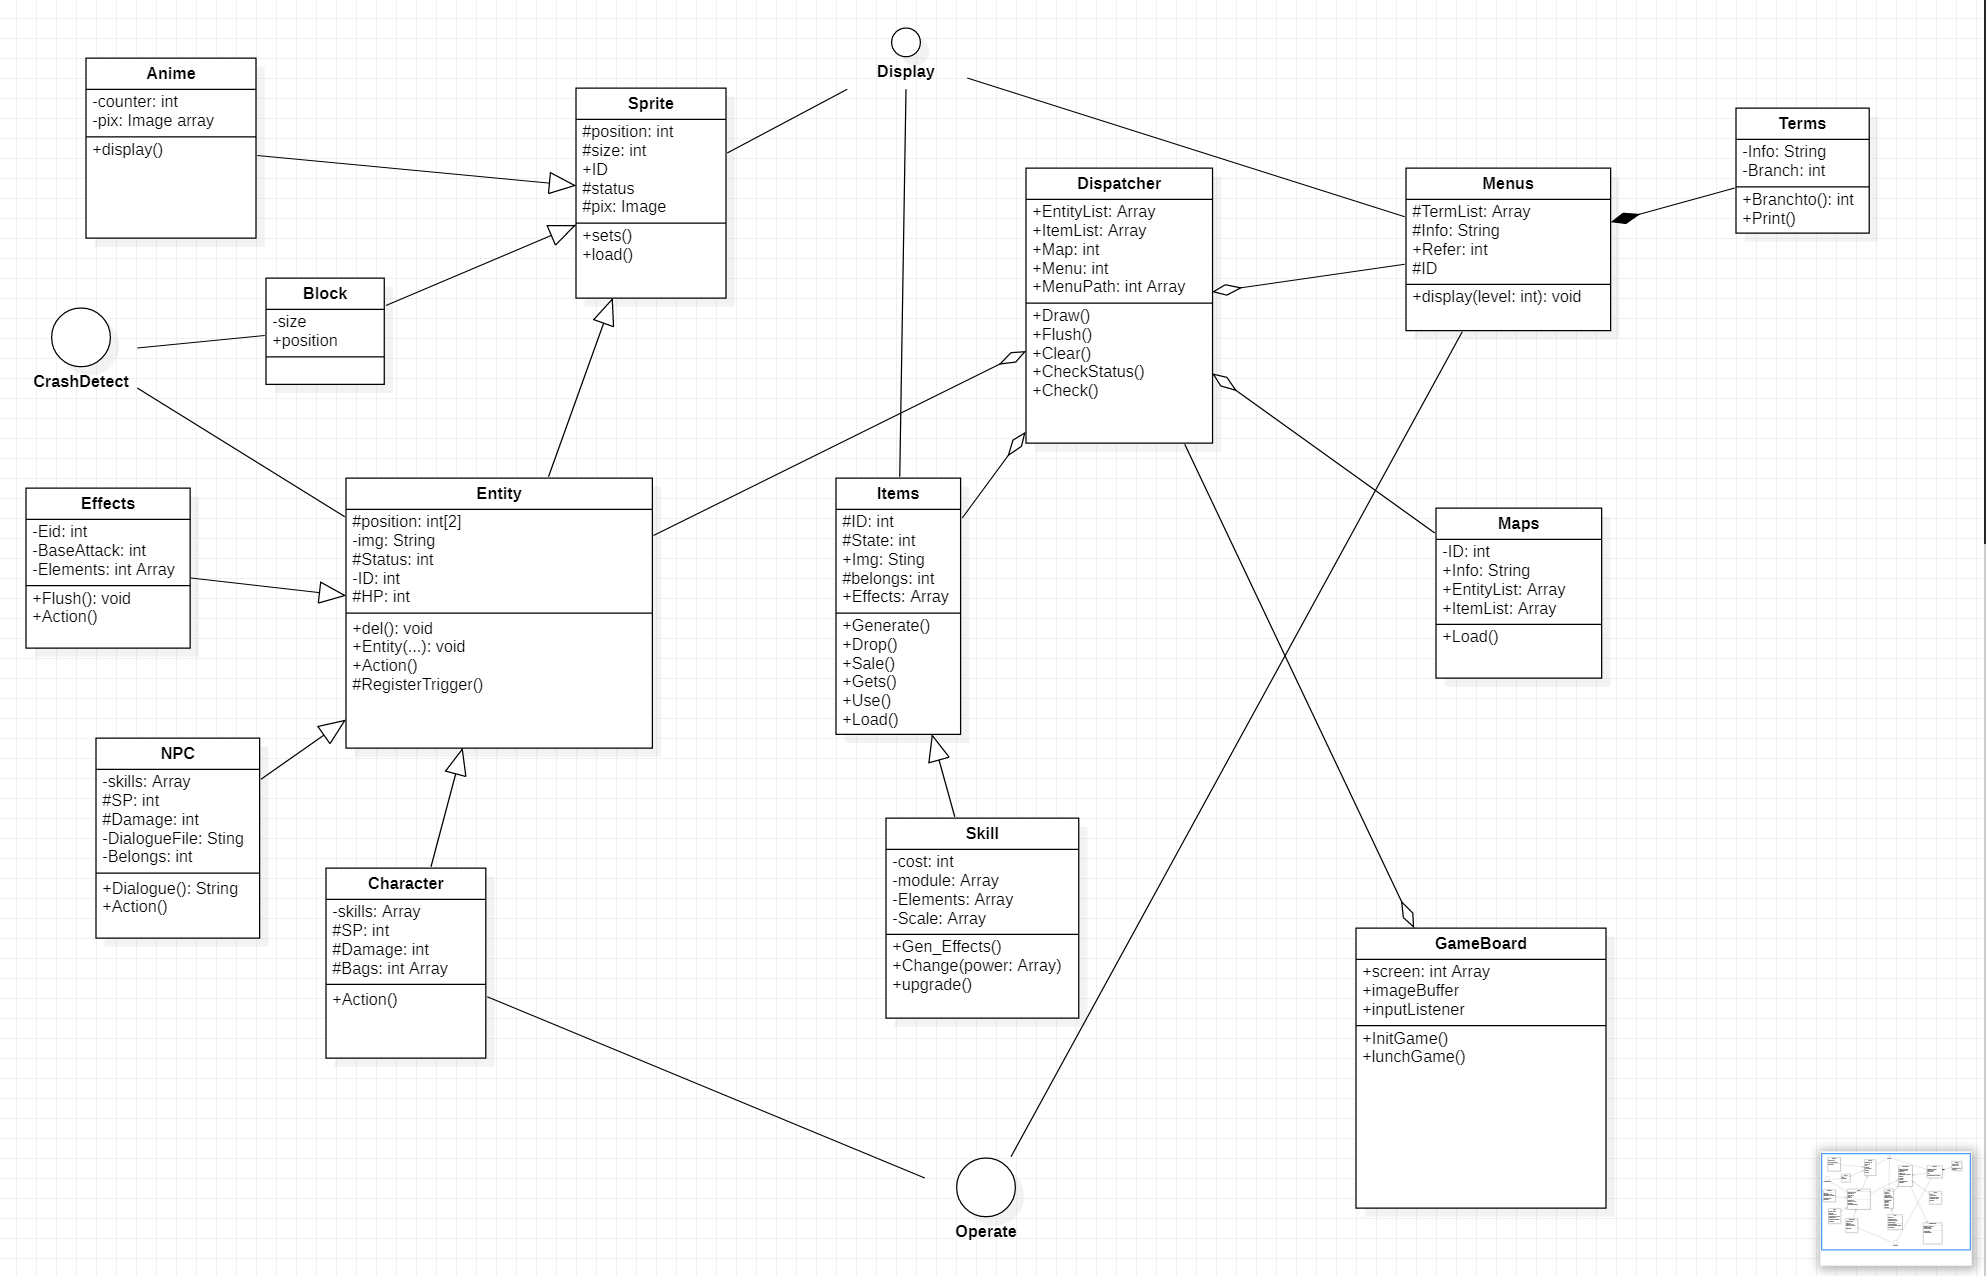 Display
Anime
-counter: int
-pix: Image array
+display()
Sprite
#position: int
#size: int
+ID
#status
#pix: Image
+sets()
+load()
Terms
-Info: String
-Branch: int
+Branchto(): int
+Print()
Dispatcher
+EntityList: Array
+ItemList: Array
+Map: int
+Menu: int
+MenuPath: int Array
+Draw()
+Flush()
+Clear()
+CheckStatus()
+Check()
Menus
#TermList: Array
#Info: String
+Refer: int
#ID
+display(level: int): void
Block
-size
+position
CrashDetect
Effects
-Eid: int
-BaseAttack: int
-Elements: int Array
+Flush(): void
+Action()
Entity
#position: int[2]
-img: String
#Status: int
-ID: int
#HP: int
+del(): void
+Entity(...): void
+Action()
#RegisterTrigger()
Items
#ID: int
#State: int
+Img: Sting
#belongs: int
+Effects: Array
+Generate()
+Drop()
+Sale()
+Gets()
+Use()
+Load()
Maps
-ID: int
+Info: String
+EntityList: Array
+ItemList: Array
+Load()
NPC
-skills: Array
#SP: int
#Damage: int
-DialogueFile: Sting
-Belongs: int
+Dialogue(): String
+Action()
Character
-skills: Array
#SP: int
#Damage: int
#Bags: int Array
+Action()
Skill
-cost: int
-module: Array
-Elements: Array
-Scale: Array
+Gen_Effects()
+Change(power: Array)
+upgrade()
GameBoard
+screen: int Array
+imageBuffer
+inputListener
+InitGame()
+lunchGame()
Operate